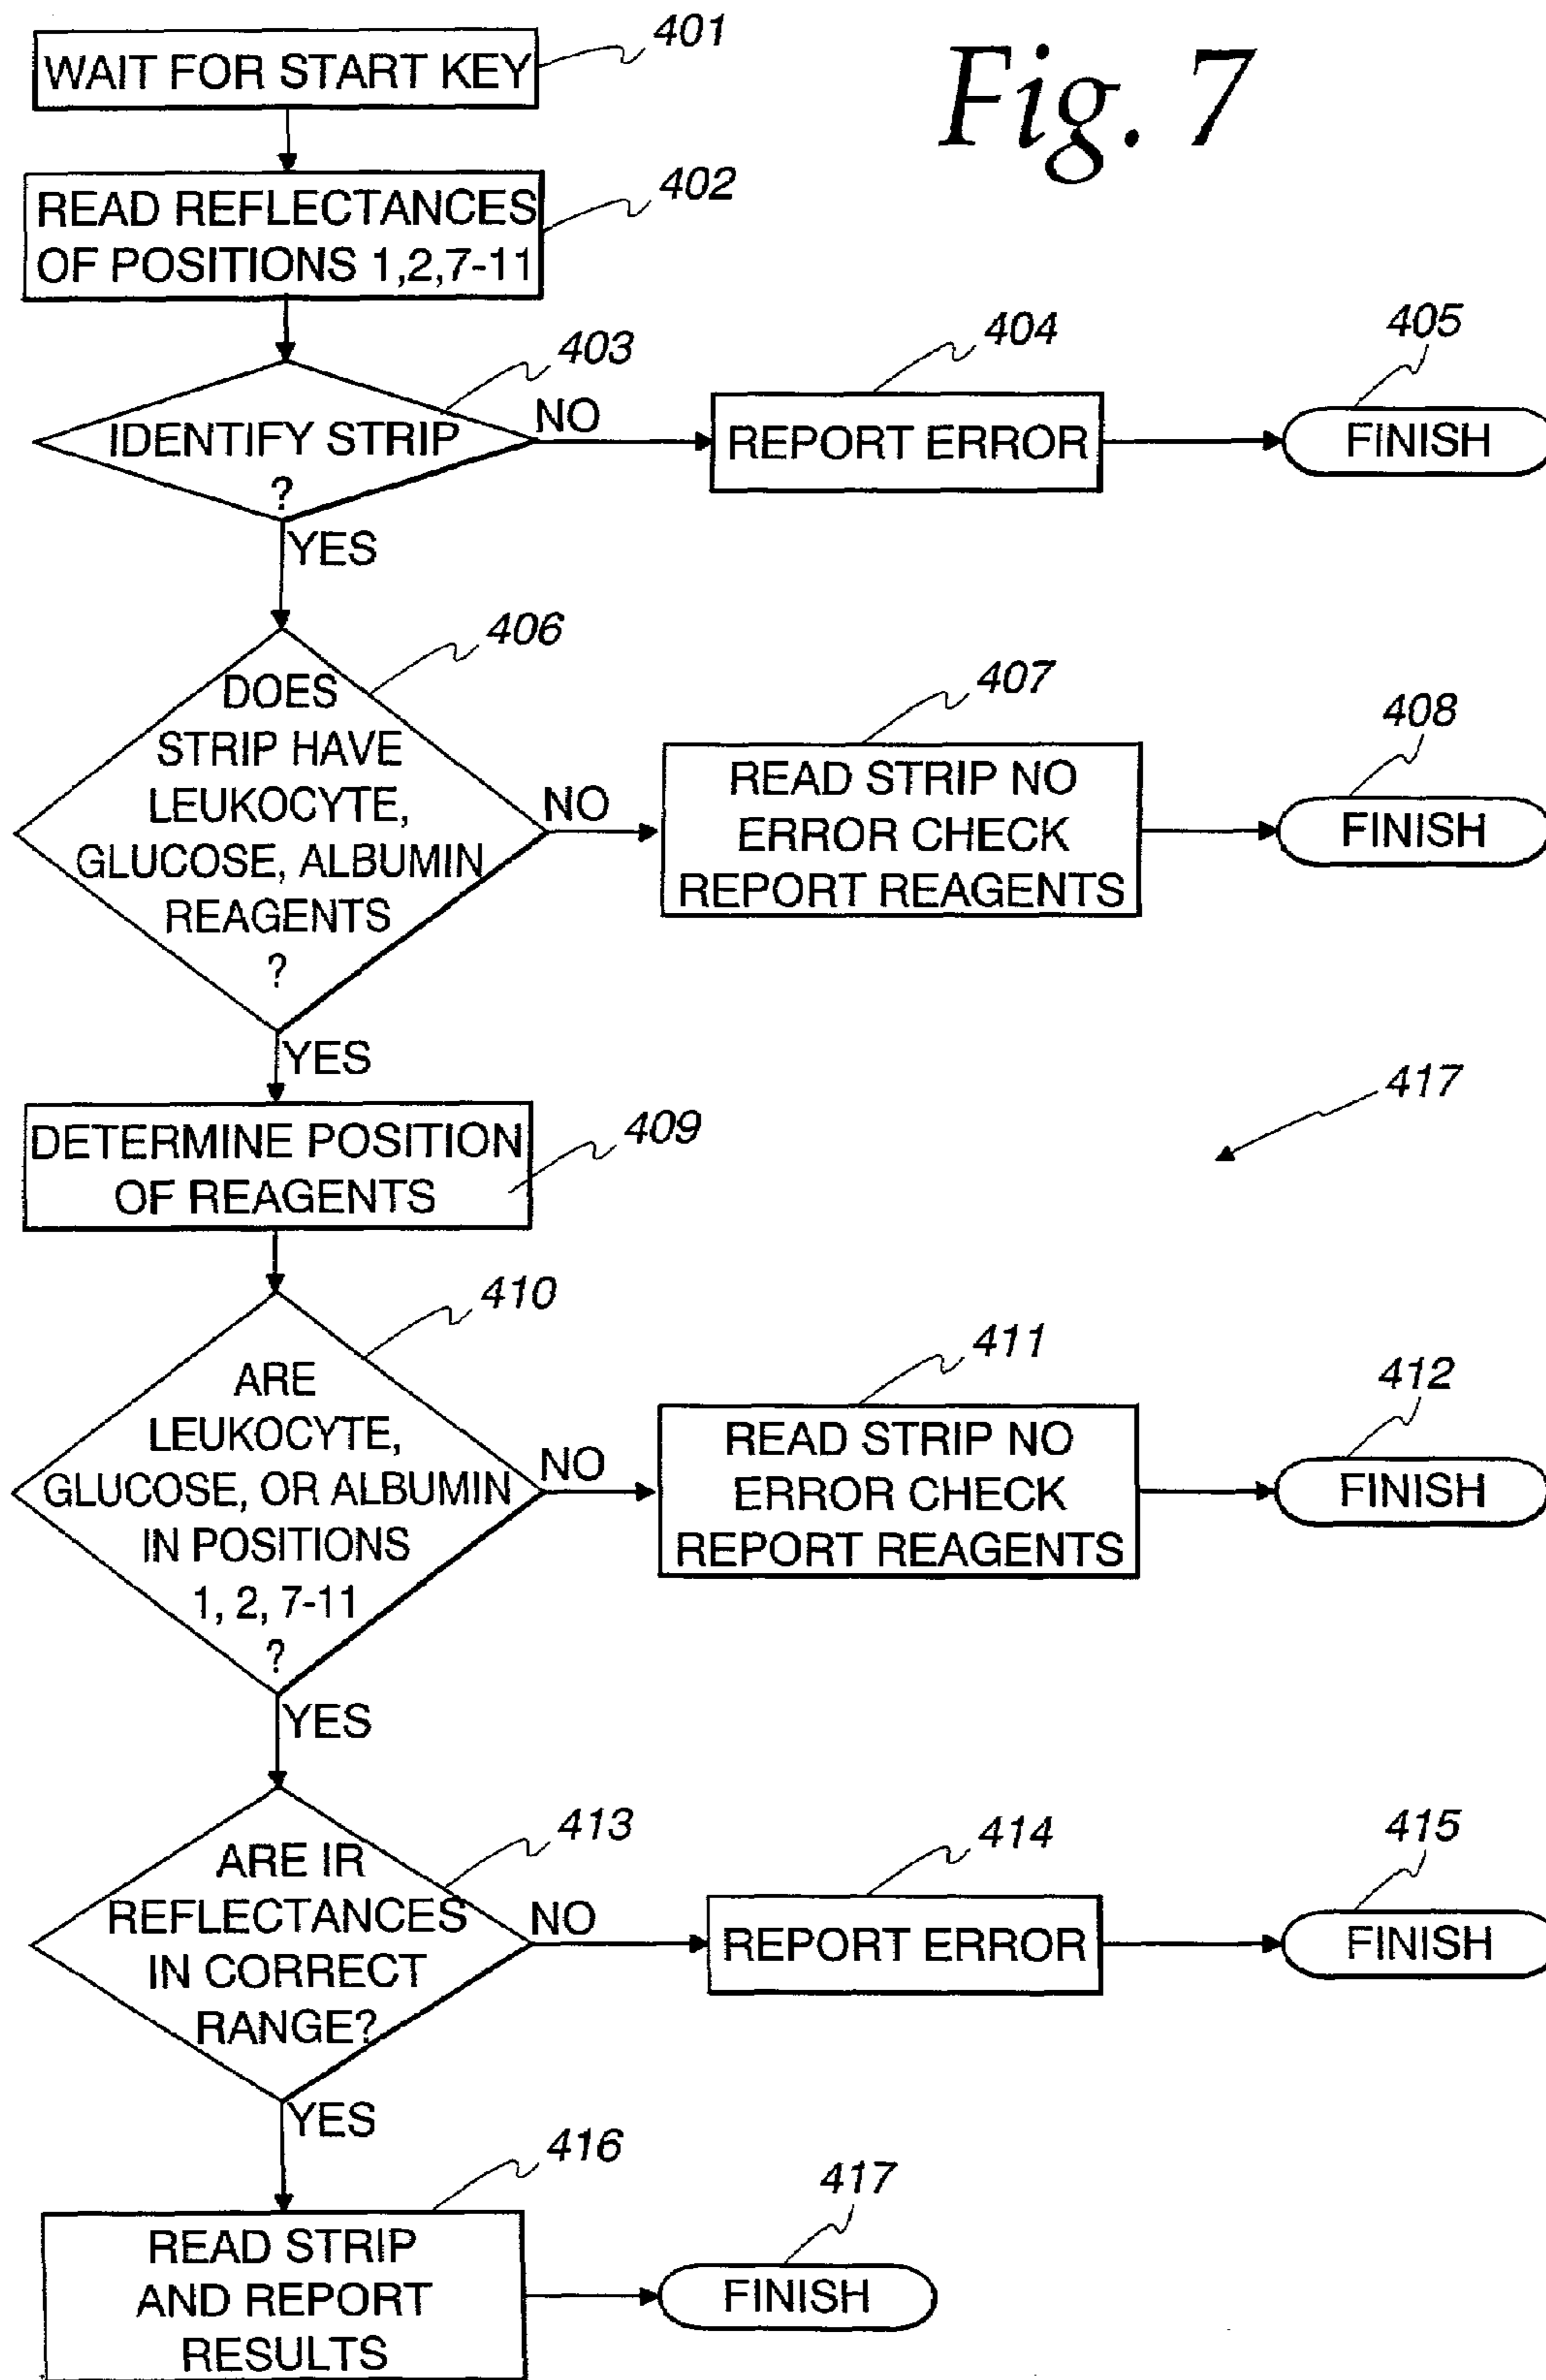 Fig. 7
401
WAIT FOR START KEY
402
READ REFLECTANCES
OF POSITIONS 1,2,7-11
403
IDENTIFY STRIP
?
NO
YES
404
REPORT ERROR
405
FINISH
406
DOES
STRIP HAVE
LEUKOCYTE,
GLUCOSE, ALBUMIN
REAGENTS
?
NO
YES
407
READ STRIP NO
ERROR CHECK
REPORT REAGENTS
408
FINISH
417
409
DETERMINE POSITION
OF REAGENTS
410
ARE
LEUKOCYTE,
GLUCOSE, OR ALBUMIN
IN POSITIONS
1, 2, 7-11
?
NO
YES
411
READ STRIP NO
ERROR CHECK
REPORT REAGENTS
412
FINISH
413
ARE IR
REFLECTANCES
IN CORRECT
RANGE?
NO
YES
414
REPORT ERROR
415
FINISH
416
READ STRIP
AND REPORT
RESULTS
417
FINISH